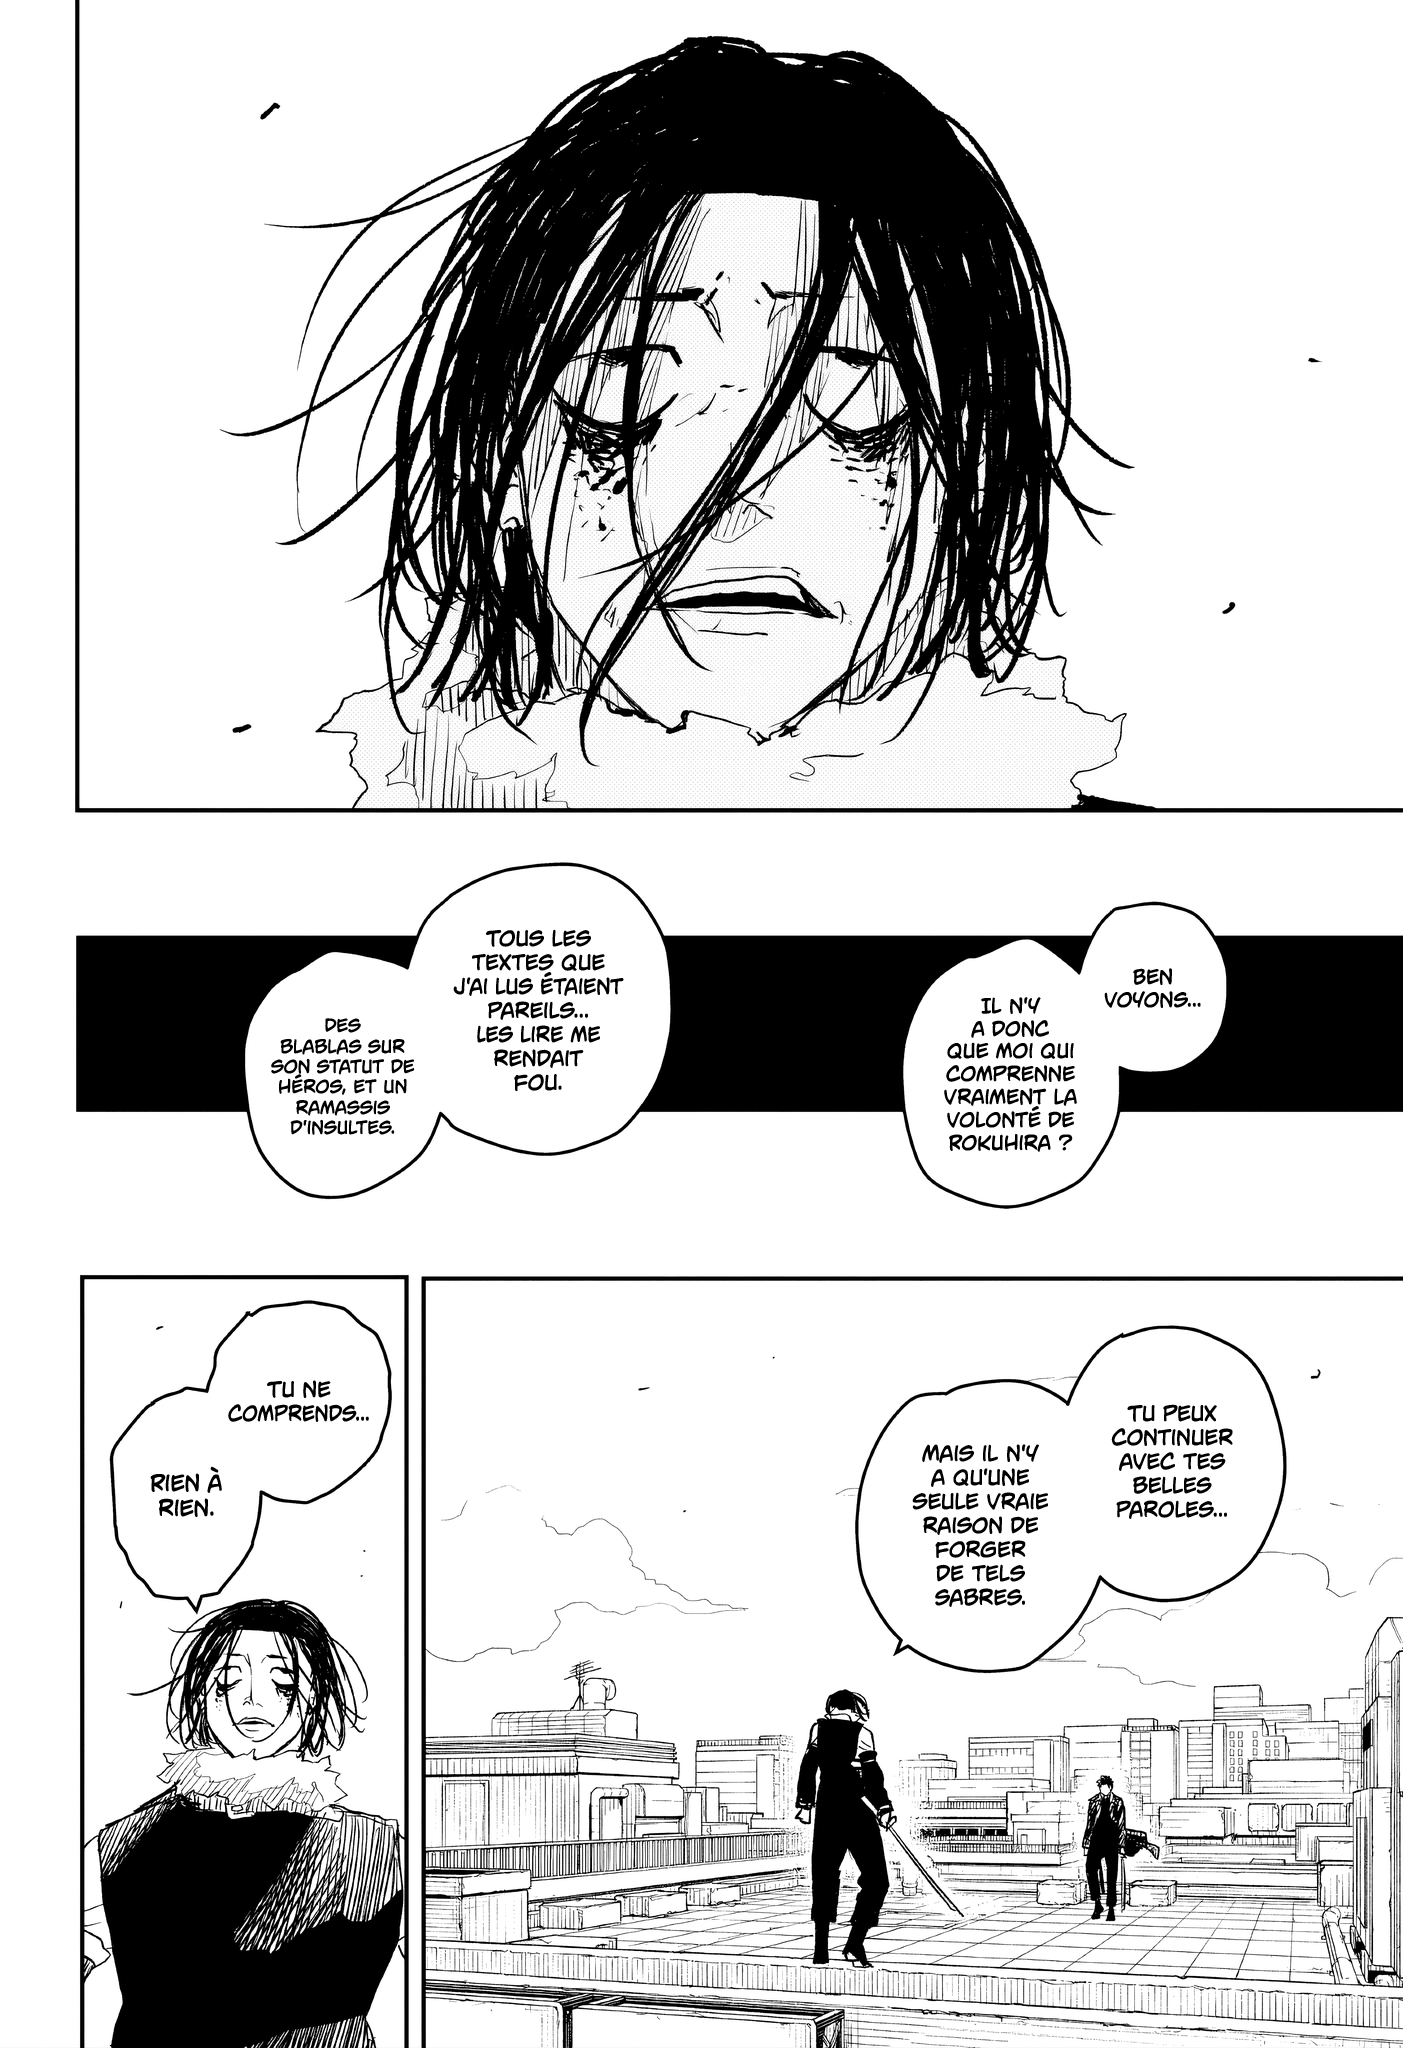 BEN
VOYONS...
IL N'Y
A DONC
QUE MOI QUI
COMPRENNE
VRAIMENT LA
VOLONTÉ DE
ROKUHIRA ?
TOUS LES
TEXTES QUE
J'AI LUS ÉTAIENT
PAREILS...
LES LIRE ME
RENDAIT
FOU.
DES
BLABLAS SUR
SON STATUT DE
HÉROS, ET UN
RAMASSIS
D'INSULTES.
TU PEUX
CONTINUER
AVEC TES
BELLES
PAROLES...
MAIS IL N'Y
A QU'UNE
SEULE VRAIE
RAISON DE
FORGER
DE TELS
SABRES.
TU NE
COMPRENDS...
RIEN À
RIEN.